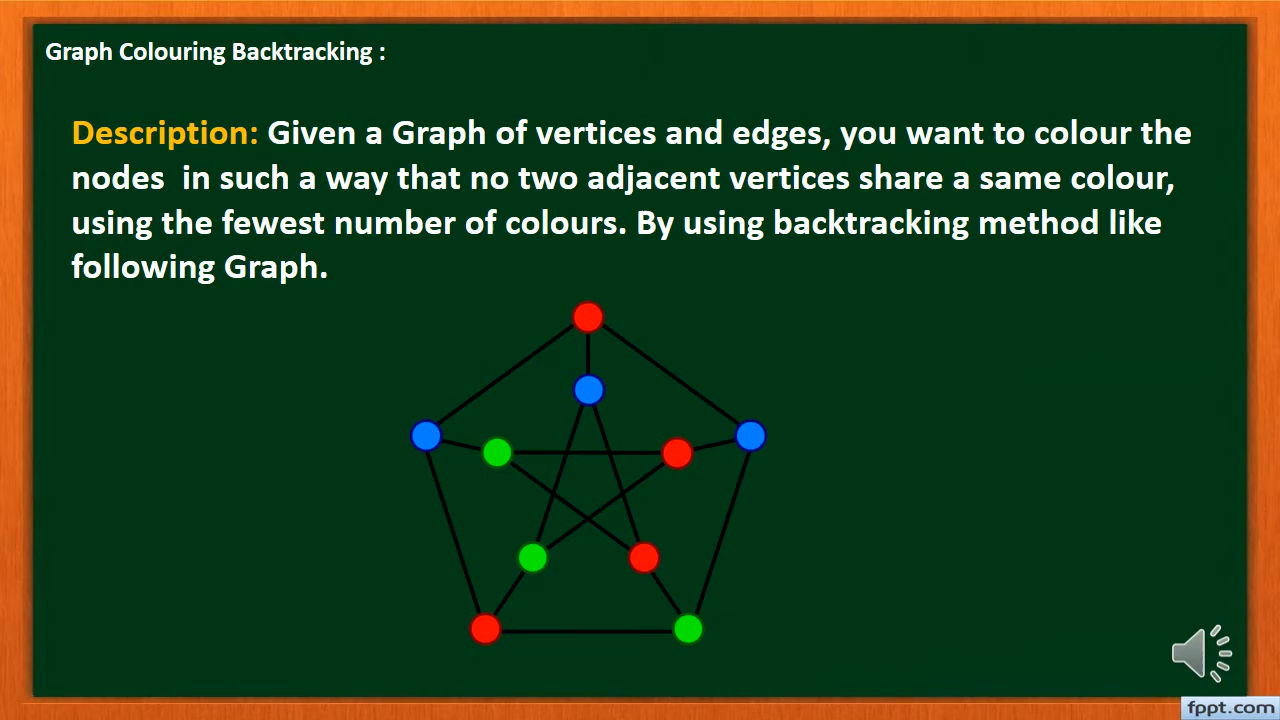 Graph Colouring Backtracking :
Description: Given a Graph of vertices and edges, you want to colour the
nodes  in such a way that no two adjacent vertices share a same colour,
using the fewest number of colours. By using backtracking method like
following Graph.
fppt.com